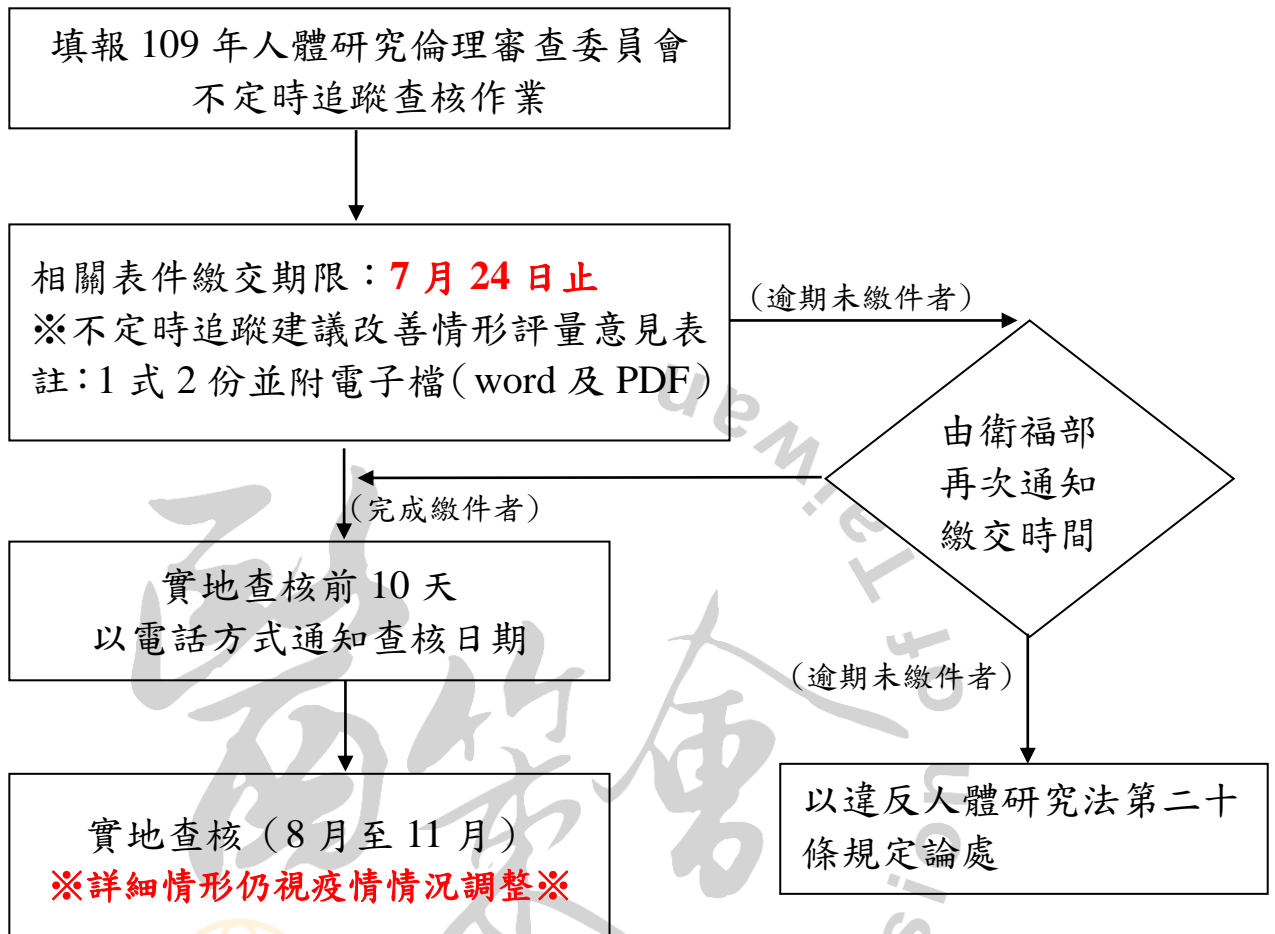 填報 109 年人體研究倫理審查委員會
不定時追蹤查核作業
相關表件繳交期限：7 月 24 日止
※不定時追蹤建議改善情形評量意見表
註：1 式 2 份並附電子檔（word 及 PDF）
（逾期未繳件者）
由衛福部
再次通知
繳交時間
（完成繳件者）
實地查核前 10 天
以電話方式通知查核日期
（逾期未繳件者）
實地查核（8 月至 11 月）
※詳細情形仍視疫情情況調整※
以違反人體研究法第二十
條規定論處
醫策會
of Taiwan